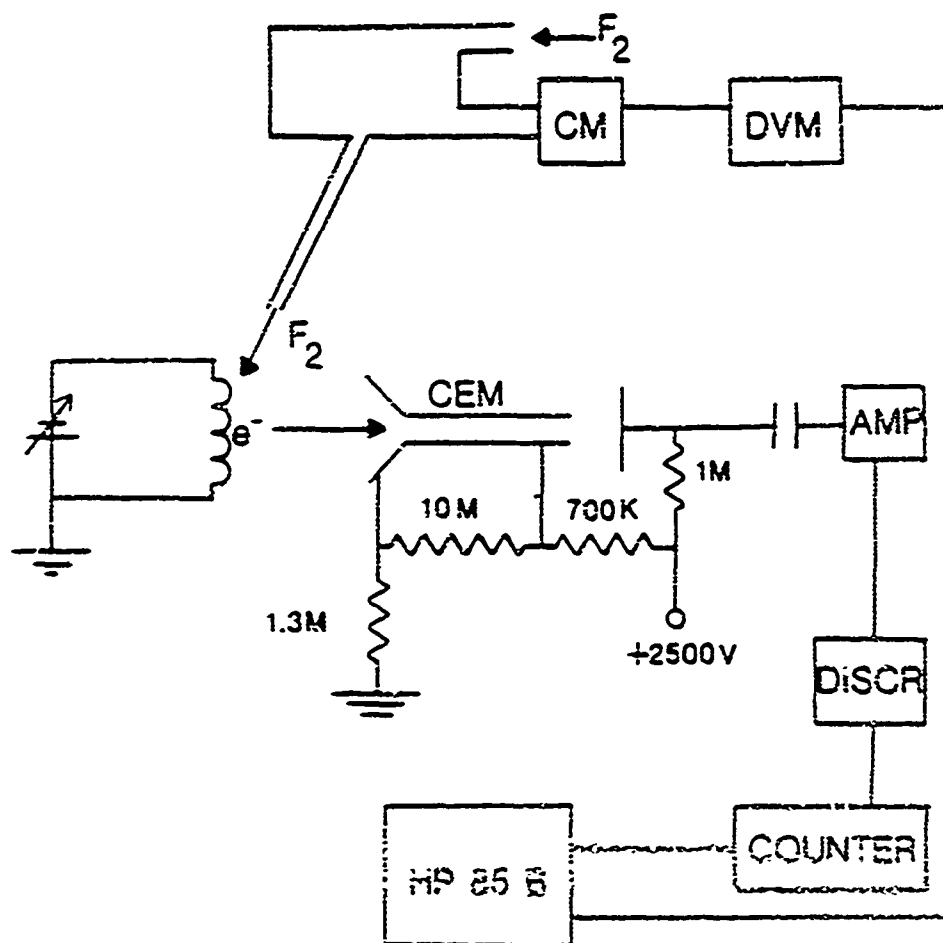 F2
CM
DVM
F2
CEM
e-
AMP
1M
10M
700K
1.3M
+2500V
DISCR
COUNTER
HP 85 B